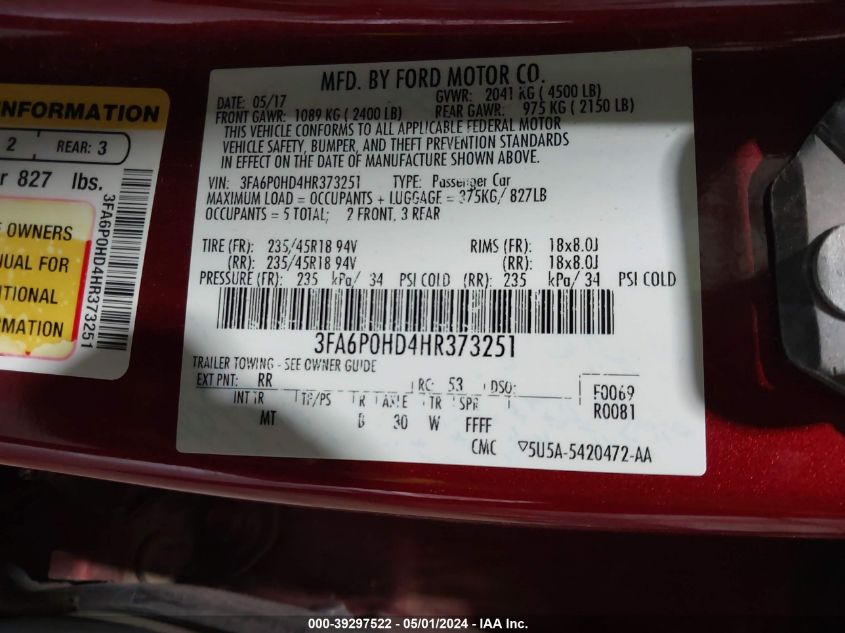 INFORMATION
2 REAR: 3
827 lbs.
OWNERS
FOR
3FA6P0HD4HR373251
MFD. BY FORD MOTOR CO.
DATE: 05/17 GVWR: 2041 KG ( 4500 LB)
FRONT GAWR: 1089 KG ( 2400 LB) REAR GAWR: 975 KG ( 2150 LB)
THIS VEHICLE CONFORMS TO ALL APPLICABLE FEDERAL MOTOR
VEHICLE SAFETY, BUMPER, AND THEFT PREVENTION STANDARDS
IN EFFECT ON THE DATE OF MANUFACTURE SHOWN ABOVE.
VIN: 3FA6P0HD4HR373251 TYPE: Passenger Car
MAXIMUM LOAD = OCCUPANTS + LUGGAGE = 375KG/ 827LB
OCCUPANTS = 5 TOTAL; 2 FRONT, 3 REAR
TIRE (FR): 235/45R18 94V RIMS (FR): 18x8.0J
(RR): 235/45R18 94V (RR): 18x8.0J
PRESSURE (FR): 235 kPa/ 34 PSI COLD (RR): 235 kPa/ 34 PSI COLD
3FA6P0HD4HR373251
TRAILER TOWING - SEE OWNER GUIDE
EXT PNT: RR RC: 53 DSO: F0069
INT TR TP/PS R AXLE TR SPR R0081
MT B 30 W FFFF
CMC ▽5U5A-5420472-AA
000-39297522 - 05/01/2024 - IAA Inc.